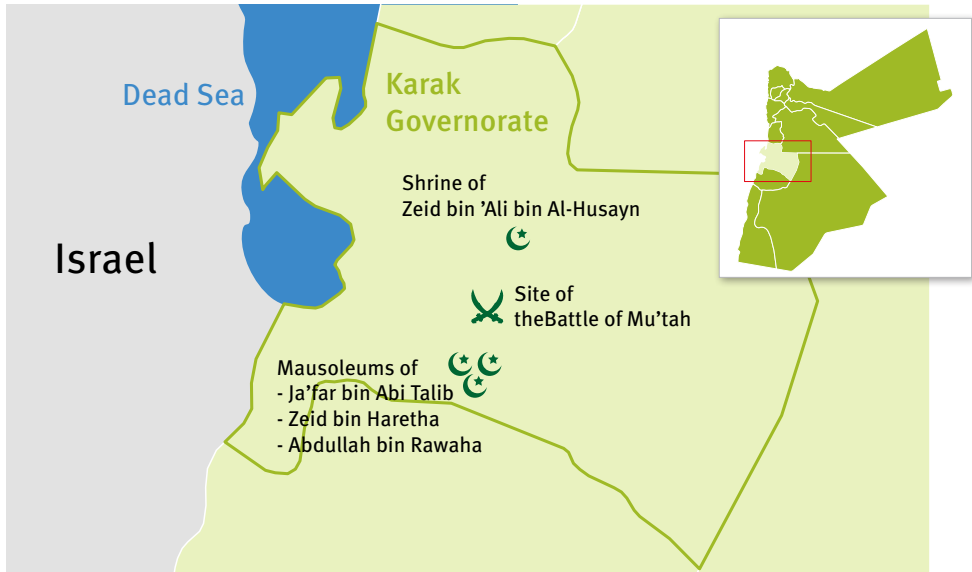 Dead Sea
Karak
Governorate
Shrine of
Zeid bin ’Ali bin Al-Husayn
Israel
Site of
theBattle of Mu’tah
Mausoleums of
- Ja’far bin Abi Talib
- Zeid bin Haretha
- Abdullah bin Rawaha